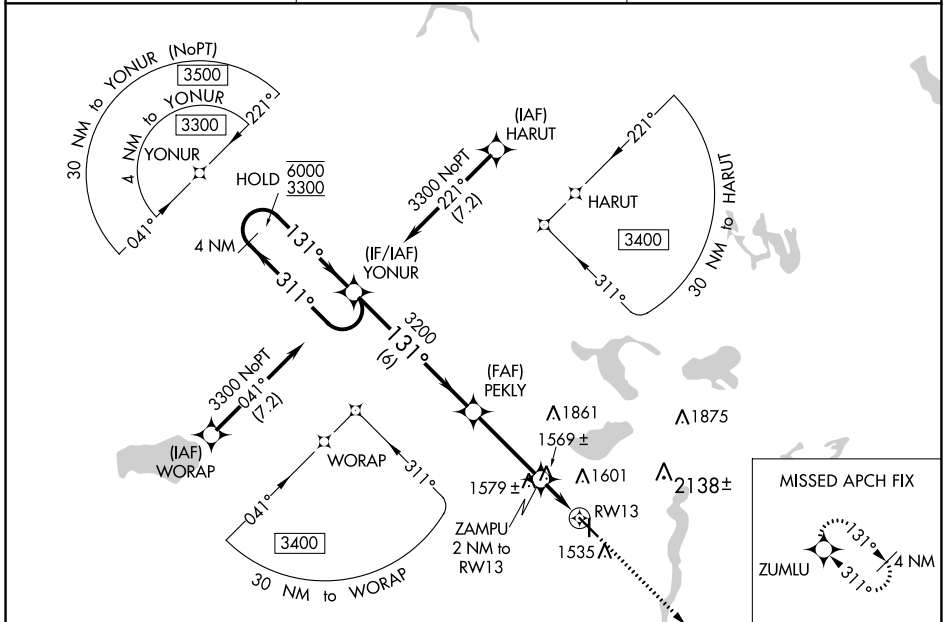 30 NM to YONUR (NoPT)
3500
4 NM to YONUR
3300
YONUR
221°
041°
HOLD 6000
3300
4 NM
131°
311°
(IF/IAF)
YONUR
(IAF)
HARUT
3300 NoPT
221°
(7.2)
221°
HARUT
3400
311°
30 NM to HARUT
3200
131°
(6)
(FAF)
PEKLY
3300 NoPT
041°
(7.2)
(IAF)
WORAP
WORAP
041°
311°
3400
30 NM to WORAP
1861
1875
1569 ±
1579 ±
1601
2138±
ZAMPU
2 NM to
RW13
RW13
1535
MISSED APCH FIX
131°
4 NM
ZUMLU
311°